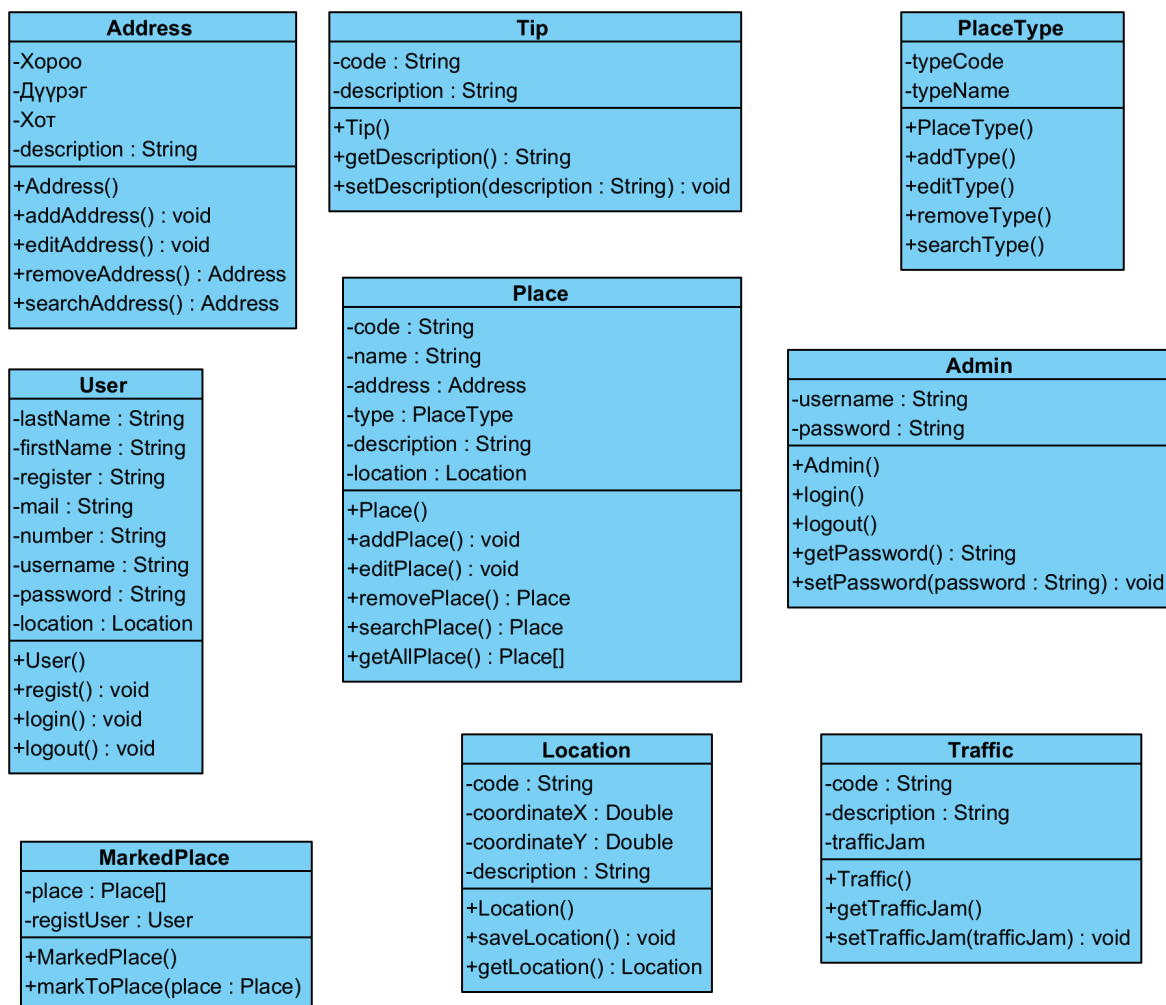 Address
-Хороо
-Дүүрэг
-Хот
-description : String
+Address()
+addAddress() : void
+editAddress() : void
+removeAddress() : Address
+searchAddress() : Address
Tip
-code : String
-description : String
+Tip()
+getDescription() : String
+setDescription(description : String) : void
PlaceType
-typeCode
-typeName
+PlaceType()
+addType()
+editType()
+removeType()
+searchType()
Place
-code : String
-name : String
-address : Address
-type : PlaceType
-description : String
-location : Location
+Place()
+addPlace() : void
+editPlace() : void
+removePlace() : Place
+searchPlace() : Place
+getAllPlace() : Place[]
User
-lastName : String
-firstName : String
-register : String
-mail : String
-number : String
-username : String
-password : String
-location : Location
+User()
+regist() : void
+login() : void
+logout() : void
Admin
-username : String
-password : String
+Admin()
+login()
+logout()
+getPassword() : String
+setPassword(password : String) : void
Location
-code : String
-coordinateX : Double
-coordinateY : Double
-description : String
+Location()
+saveLocation() : void
+getLocation() : Location
Traffic
-code : String
-description : String
-trafficJam
+Traffic()
+getTrafficJam()
+setTrafficJam(trafficJam) : void
MarkedPlace
-place : Place[]
-registUser : User
+MarkedPlace()
+markToPlace(place : Place)